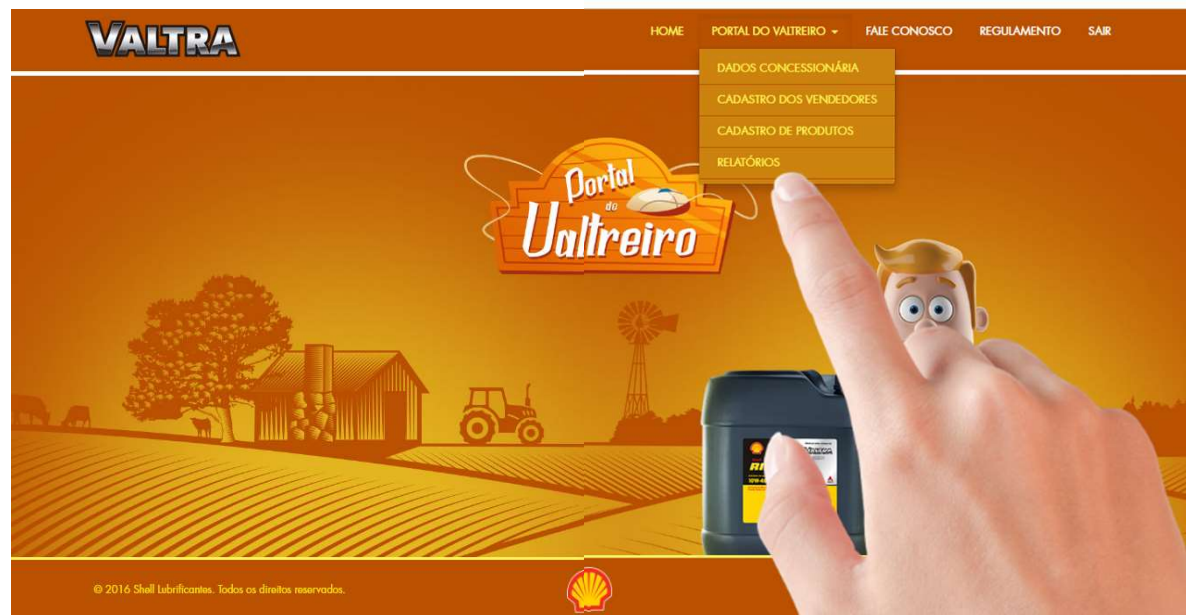 VALTRA
HOME PORTAL DO VALTREIRO FALE CONOSCO REGULAMENTO SAIR
DADOS CONCESSIONÁRIA
CADASTRO DOS VENDEDORES
CADASTRO DE PRODUTOS
RELATÓRIOS
Portal
do
Valtreiro
© 2016 Shell Lubrificantes. Todos os direitos reservados.